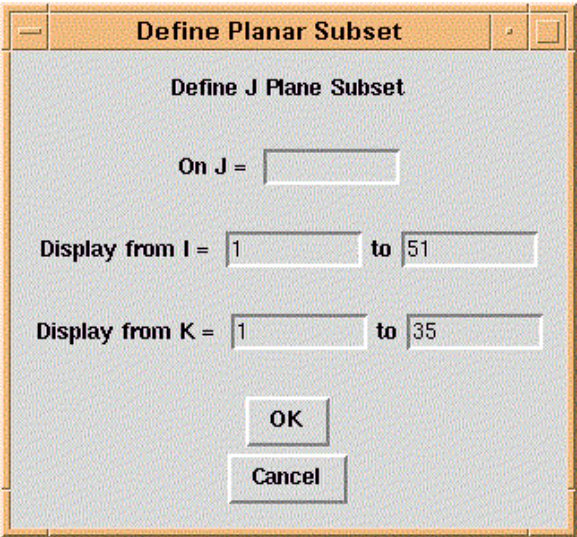 Define Planar Subset
Define J Plane Subset
On J =
Display from I = 1 to 51
Display from K = 1 to 35
OK
Cancel